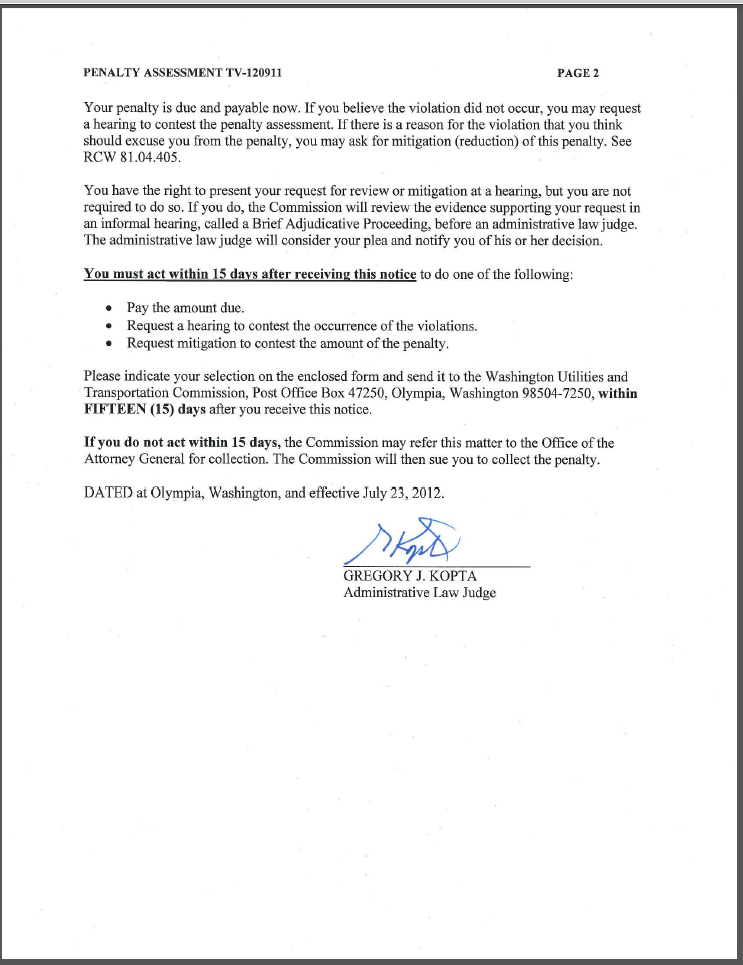 PENALTY ASSESSMENT TV-120911 PAGE 2
Your penalty is due and payable now. If you believe the violation did not occur, you may request
a hearing to contest the penalty assessment. If there is a reason for the violation that you think
should excuse you from the penalty, you may ask for mitigation (reduction) of this penalty. See
RCW 81.04.405.
You have the right to present your request for review or mitigation at a hearing, but you are not
required to do so. If you do, the Commission will review the evidence supporting your request in
an informal hearing, called a Brief Adjudicative Proceeding, before an administrative law judge.
The administrative law judge will consider your plea and notify you of his or her decision.
You must act within 15 days after receiving this notice to do one of the following:
• Pay the amount due.
• Request a hearing to contest the occurrence of the violations.
• Request mitigation to contest the amount of the penalty.
Please indicate your selection on the enclosed form and send it to the Washington Utilities and
Transportation Commission, Post Office Box 47250, Olympia, Washington 98504-7250, within
FIFTEEN (15) days after you receive this notice.
If you do not act within 15 days, the Commission may refer this matter to the Office of the
Attorney General for collection. The Commission will then sue you to collect the penalty.
DATED at Olympia, Washington, and effective July 23, 2012.
GREGORY J. KOPTA
Administrative Law Judge